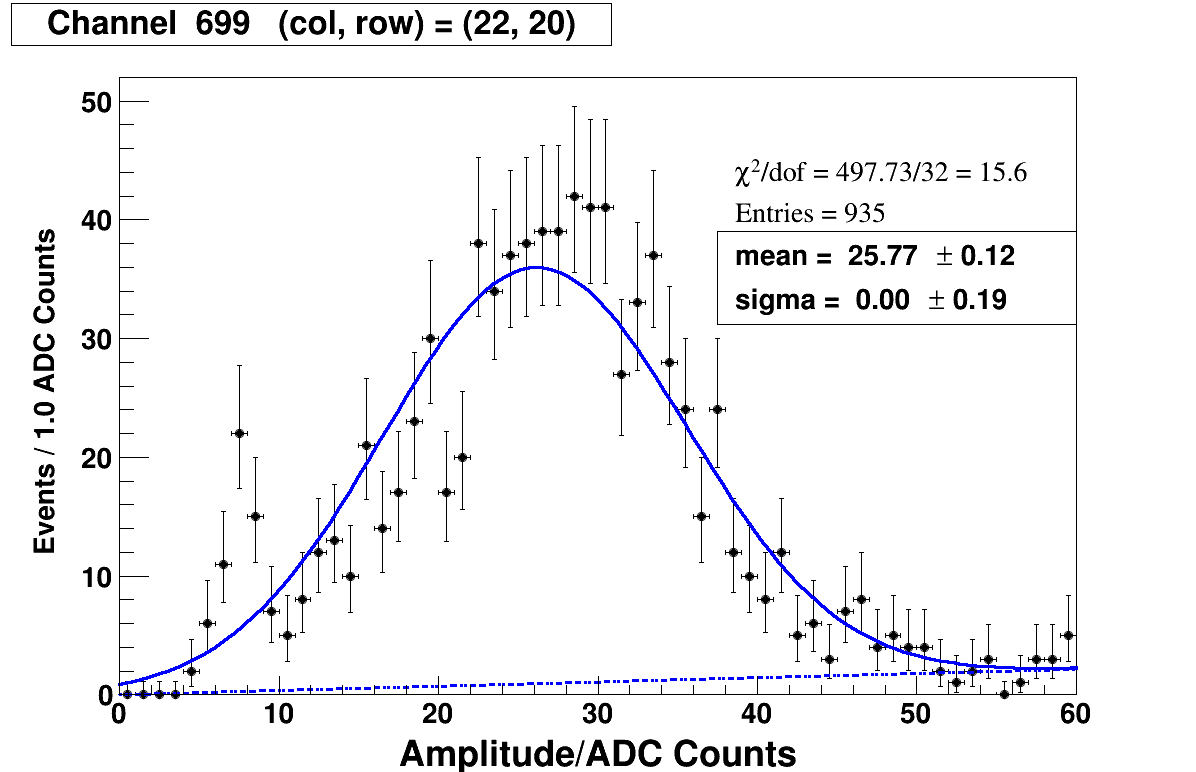 Channel 699 (col, row) = (22, 20)
χ²/dof = 497.73/32 = 15.6
Entries = 935
mean = 25.77 ± 0.12
sigma = 0.00 ± 0.19
Events / 1.0 ADC Counts
50
40
30
20
10
0
0 10 20 30 40 50 60
Amplitude/ADC Counts